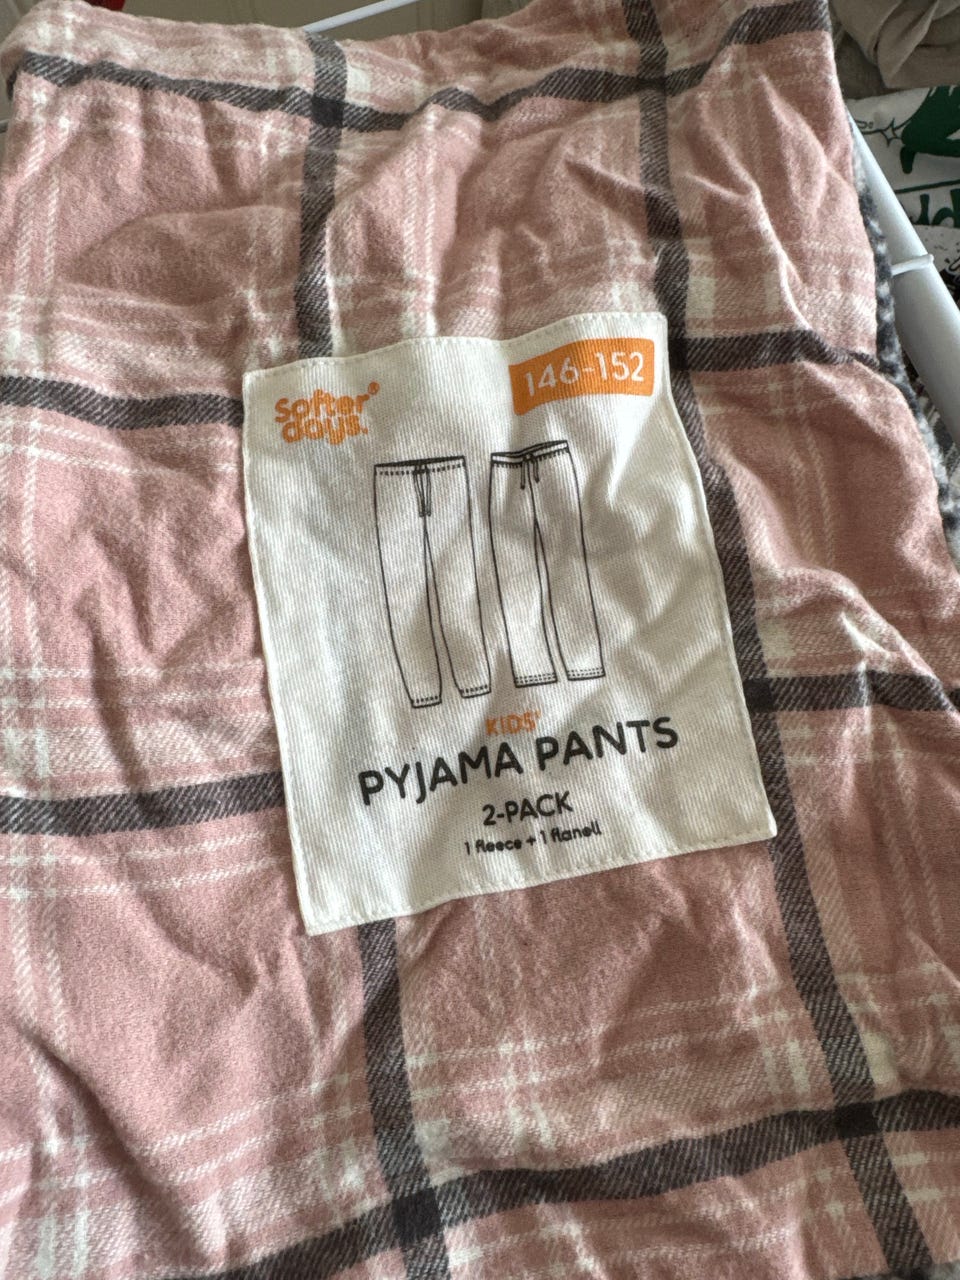 softer
days.
146-152
KIDS'
PYJAMA PANTS
2-PACK
1 fleece + 1 flanell